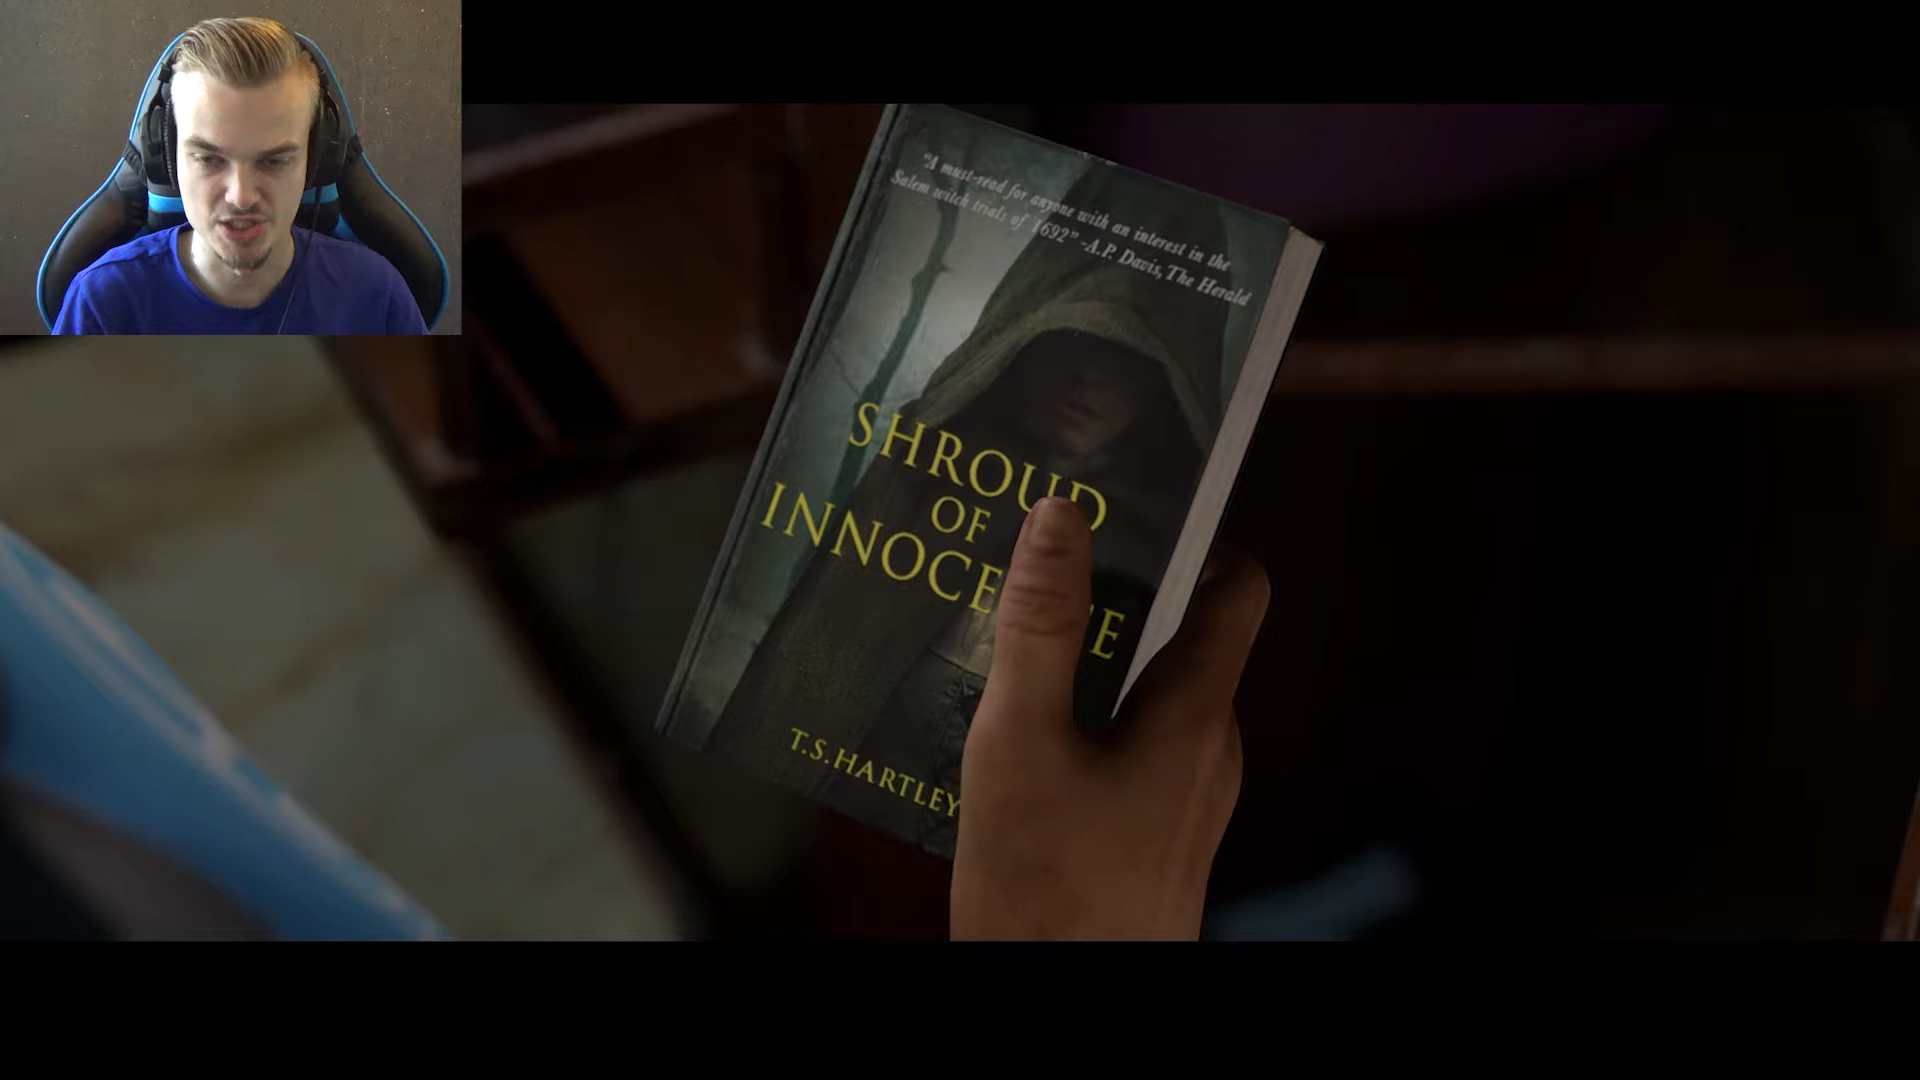 "A must-read for anyone with an interest in the
Salem witch trials of 1692" -A.P. Davis, The Herald
SHROUD
OF
INNOCE CE
T.S.HARTLEY